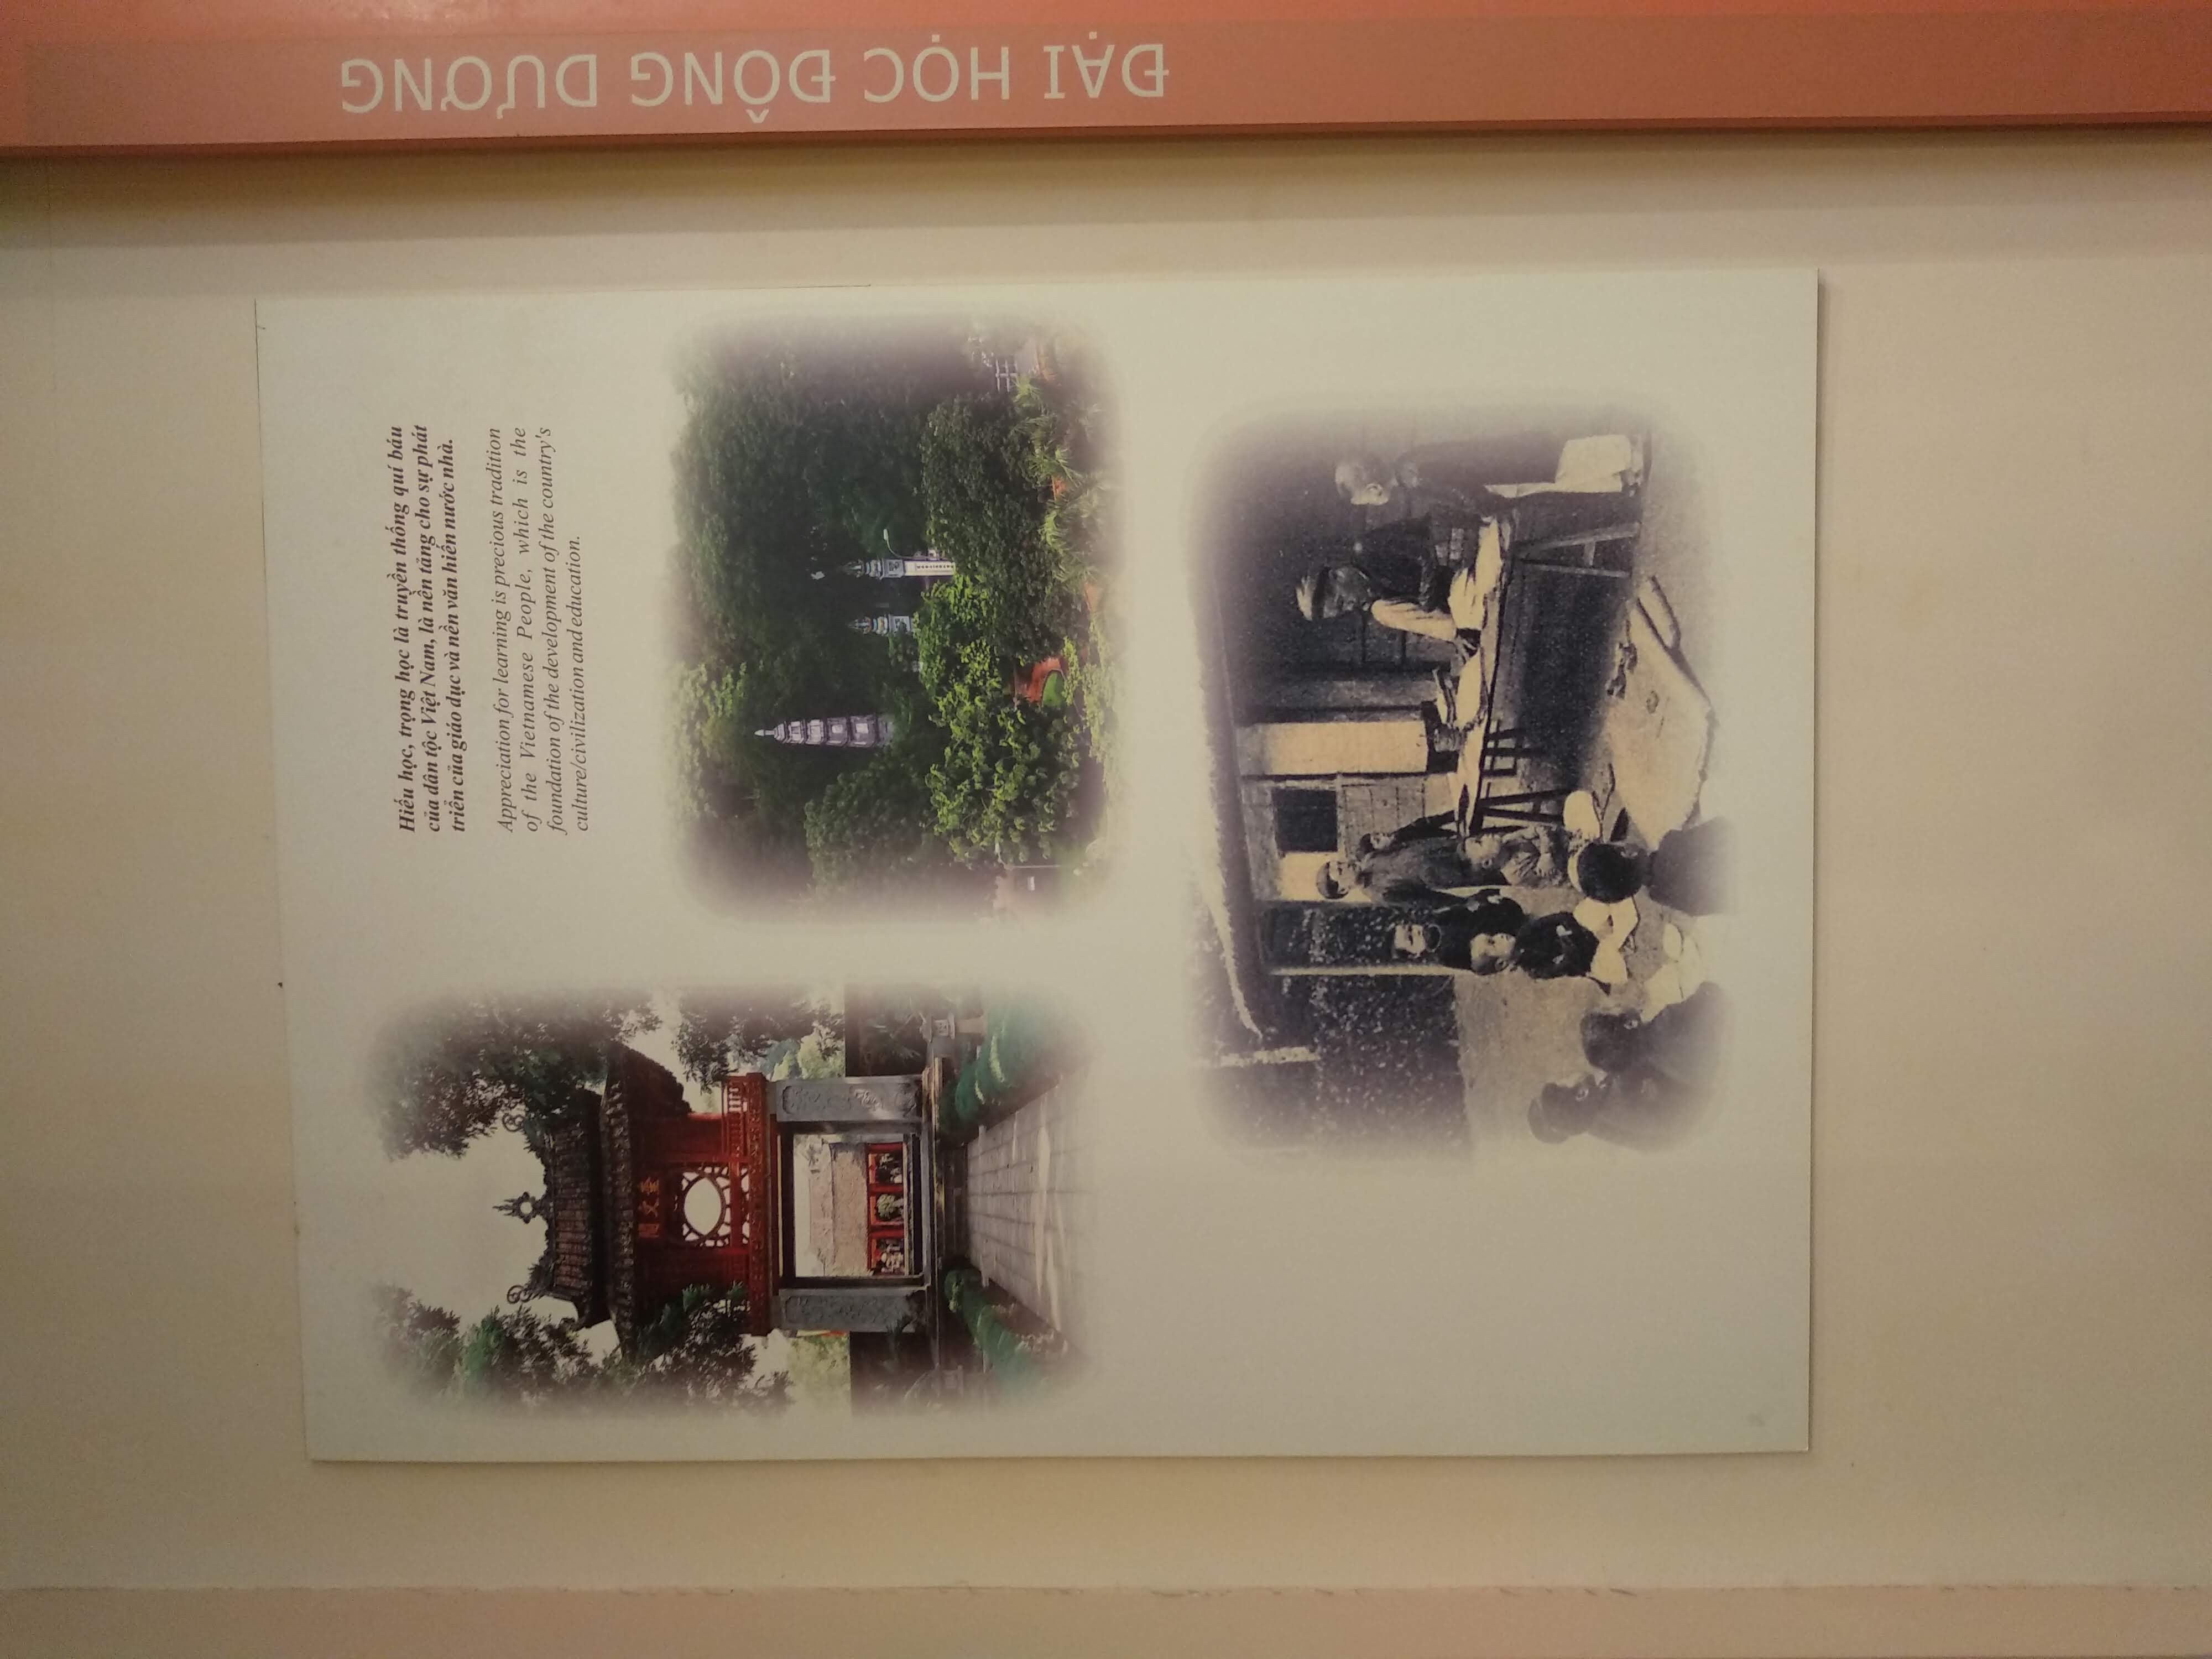 Hiếu học, trọng học là truyền thống quí báu
của dân tộc Việt Nam, là nền tảng cho sự phát
triển của giáo dục và nền văn hiến nước nhà.
Appreciation for learning is precious tradition
of the Vietnamese People, which is the
foundation of the development of the country's
culture/civilization and education.
閣文奎
ĐẠI HỌC ĐÔNG DƯƠNG